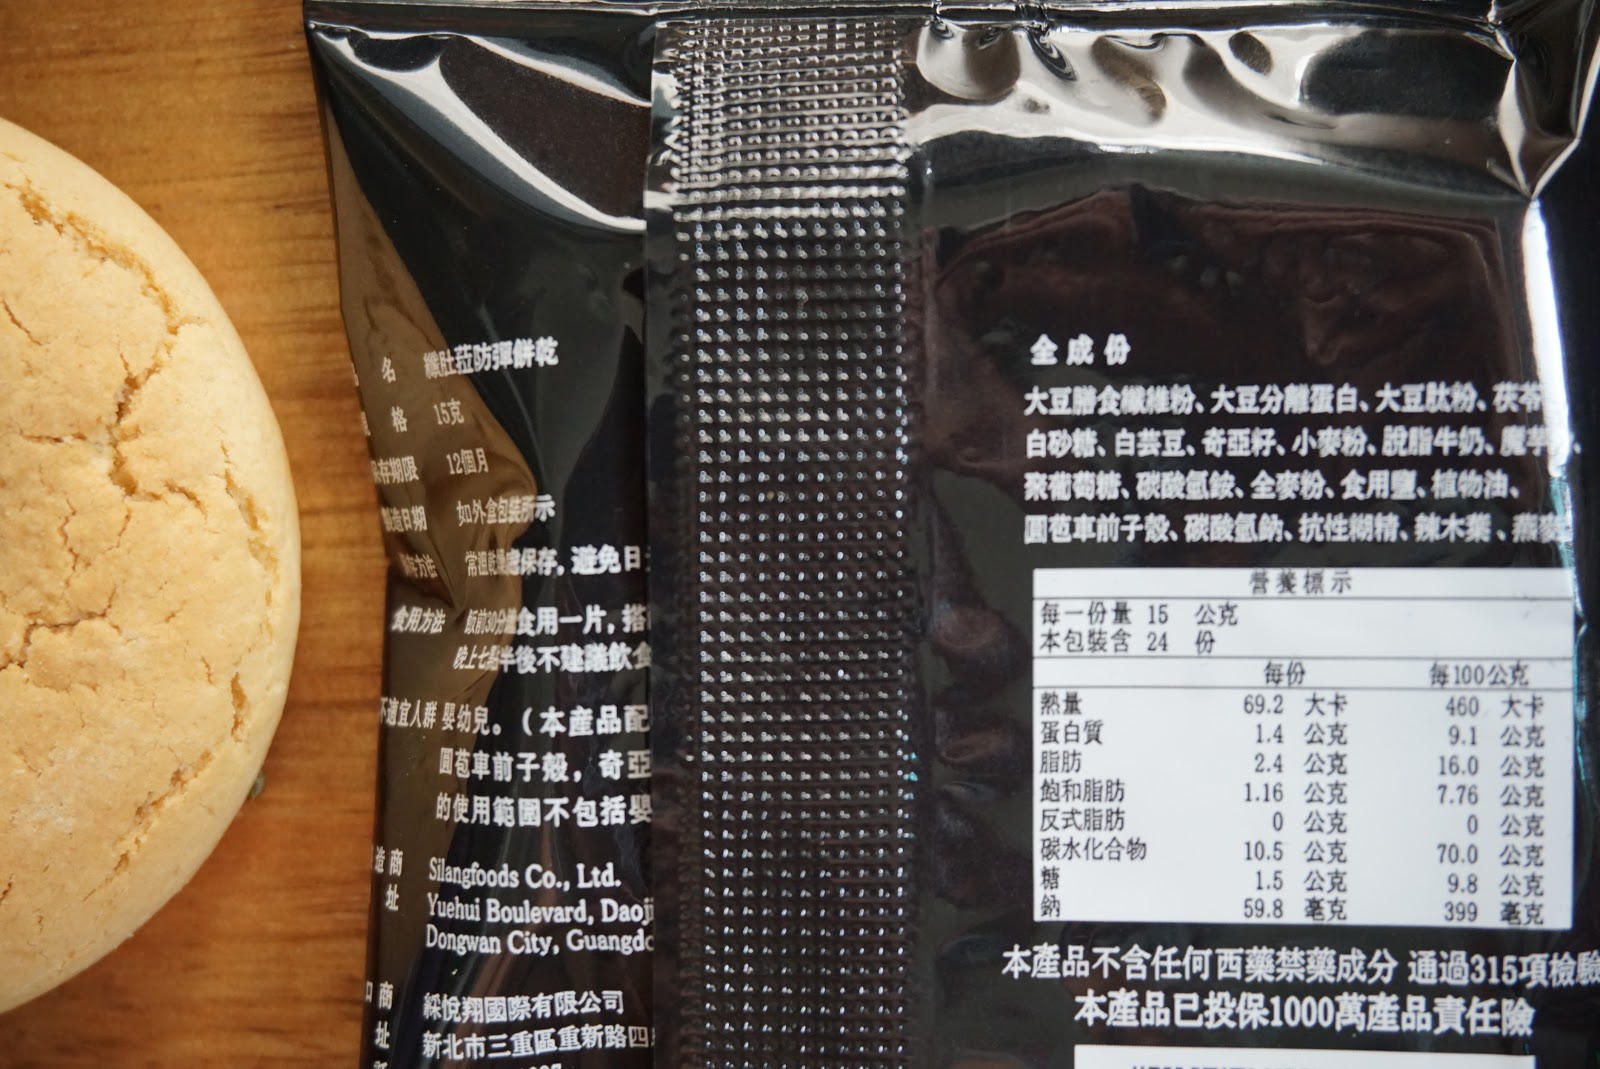 名 纖肚菈防彈餅乾
格 15克
保存期限 12個月
製造日期 如外盒包裝所示
方法 常溫乾燥處保存，避免日
食用方法 飯前30分鐘食用一片，搭
晚上七點半後不建議飲食
不適宜人群 嬰幼兒。（本產品配
圓苞車前子殼，奇亞
的使用範圍不包括嬰
造商 Silangfoods Co., Ltd.
址 Yuehui Boulevard, Daoji
Dongwan City, Guangdo
商 綵悅翔國際有限公司
址 新北市三重區重新路四
全成份
大豆膳食纖維粉、大豆分離蛋白、大豆肽粉、茯苓
白砂糖、白芸豆、奇亞籽、小麥粉、脫脂牛奶、魔芋
聚葡萄糖、碳酸氫銨、全麥粉、食用鹽、植物油、
圓苞車前子殼、碳酸氫鈉、抗性糊精、辣木葉、燕麥
營養標示
每一份量 15 公克
本包裝含 24 份
每份 每100公克
熱量 69.2 大卡 460 大卡
蛋白質 1.4 公克 9.1 公克
脂肪 2.4 公克 16.0 公克
飽和脂肪 1.16 公克 7.76 公克
反式脂肪 0 公克 0 公克
碳水化合物 10.5 公克 70.0 公克
糖 1.5 公克 9.8 公克
鈉 59.8 毫克 399 毫克
本產品不含任何西藥禁藥成分 通過315項檢驗
本產品已投保1000萬產品責任險